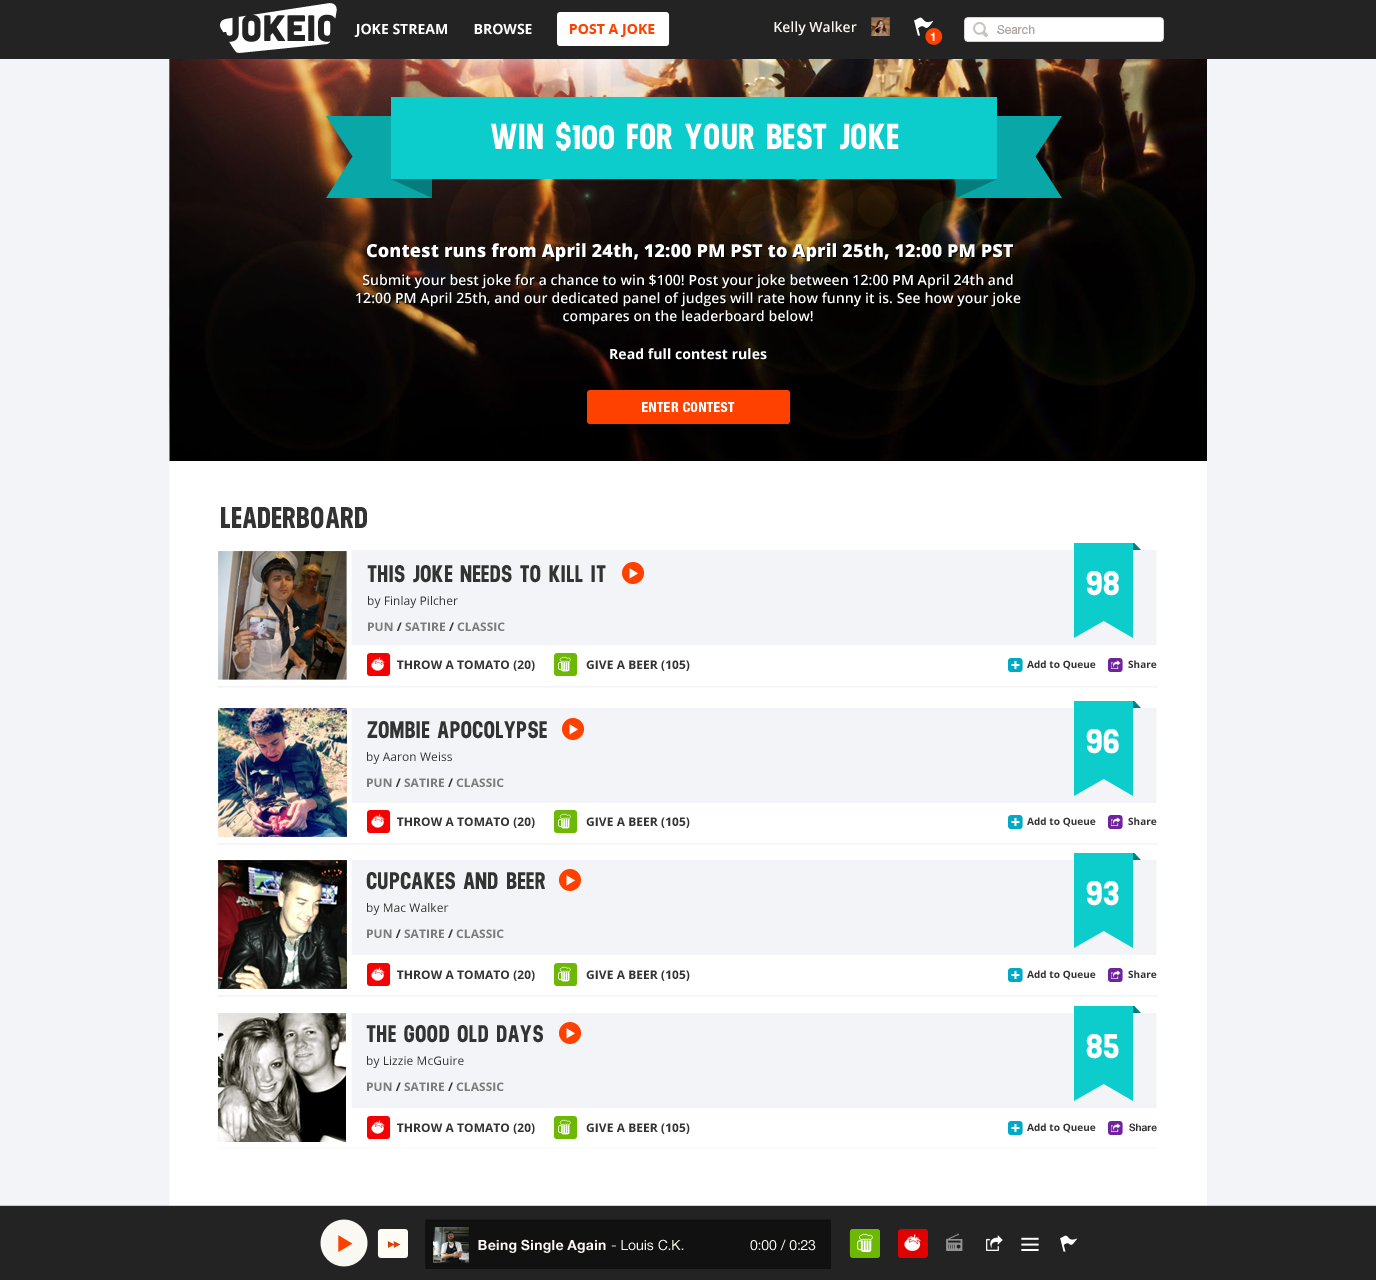 JOKEIO
JOKE STREAM
BROWSE
POST A JOKE
Kelly Walker
1
Search
WIN $100 FOR YOUR BEST JOKE
Contest runs from April 24th, 12:00 PM PST to April 25th, 12:00 PM PST
Submit your best joke for a chance to win $100! Post your joke between 12:00 PM April 24th and
12:00 PM April 25th, and our dedicated panel of judges will rate how funny it is. See how your joke
compares on the leaderboard below!
Read full contest rules
ENTER CONTEST
LEADERBOARD
THIS JOKE NEEDS TO KILL IT
by Finlay Pilcher
PUN / SATIRE / CLASSIC
98
THROW A TOMATO (20)
GIVE A BEER (105)
Add to Queue
Share
ZOMBIE APOCOLYPSE
by Aaron Weiss
PUN / SATIRE / CLASSIC
96
THROW A TOMATO (20)
GIVE A BEER (105)
Add to Queue
Share
CUPCAKES AND BEER
by Mac Walker
PUN / SATIRE / CLASSIC
93
THROW A TOMATO (20)
GIVE A BEER (105)
Add to Queue
Share
THE GOOD OLD DAYS
by Lizzie McGuire
PUN / SATIRE / CLASSIC
85
THROW A TOMATO (20)
GIVE A BEER (105)
Add to Queue
Share
Being Single Again - Louis C.K.
0:00 / 0:23